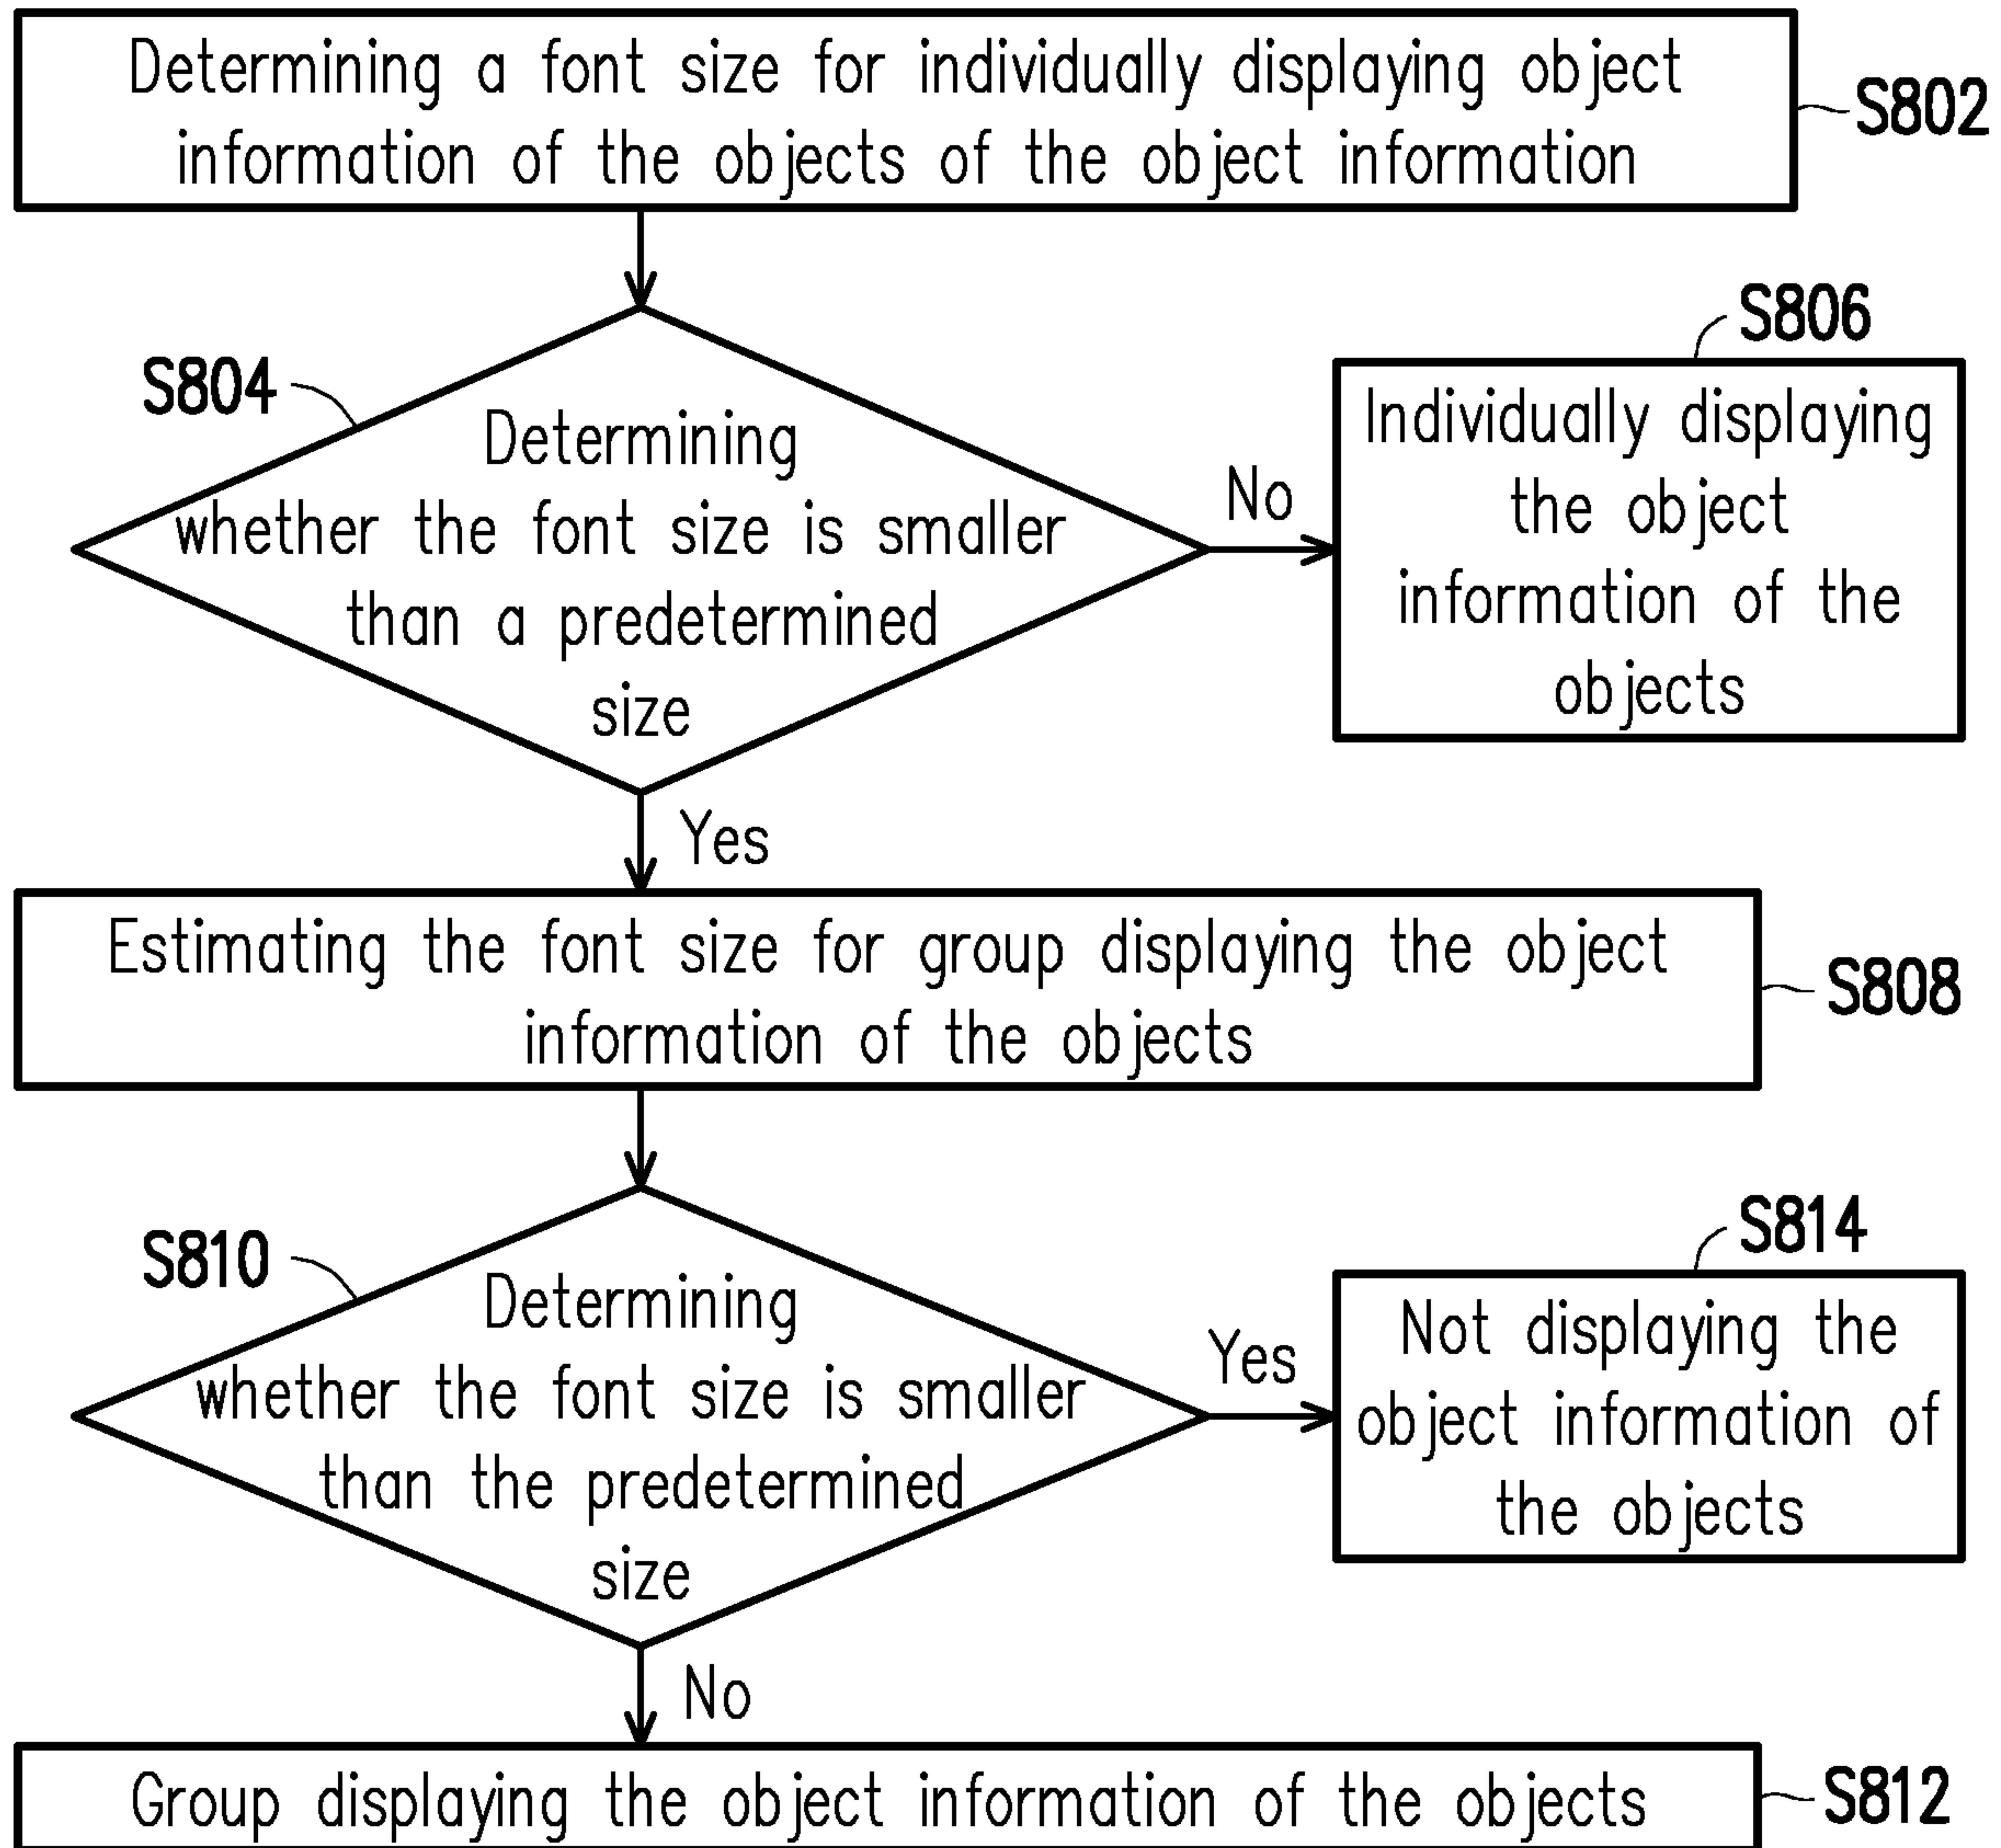 Determining a font size for individually displaying object
information of the objects of the object information
S802
S804
Determining
whether the font size is smaller
than a predetermined
size
No
S806
Individually displaying
the object
information of the
objects
Yes
Estimating the font size for group displaying the object
information of the objects
S808
S810
Determining
whether the font size is smaller
than the predetermined
size
Yes
S814
Not displaying the
object information of
the objects
No
Group displaying the object information of the objects
S812